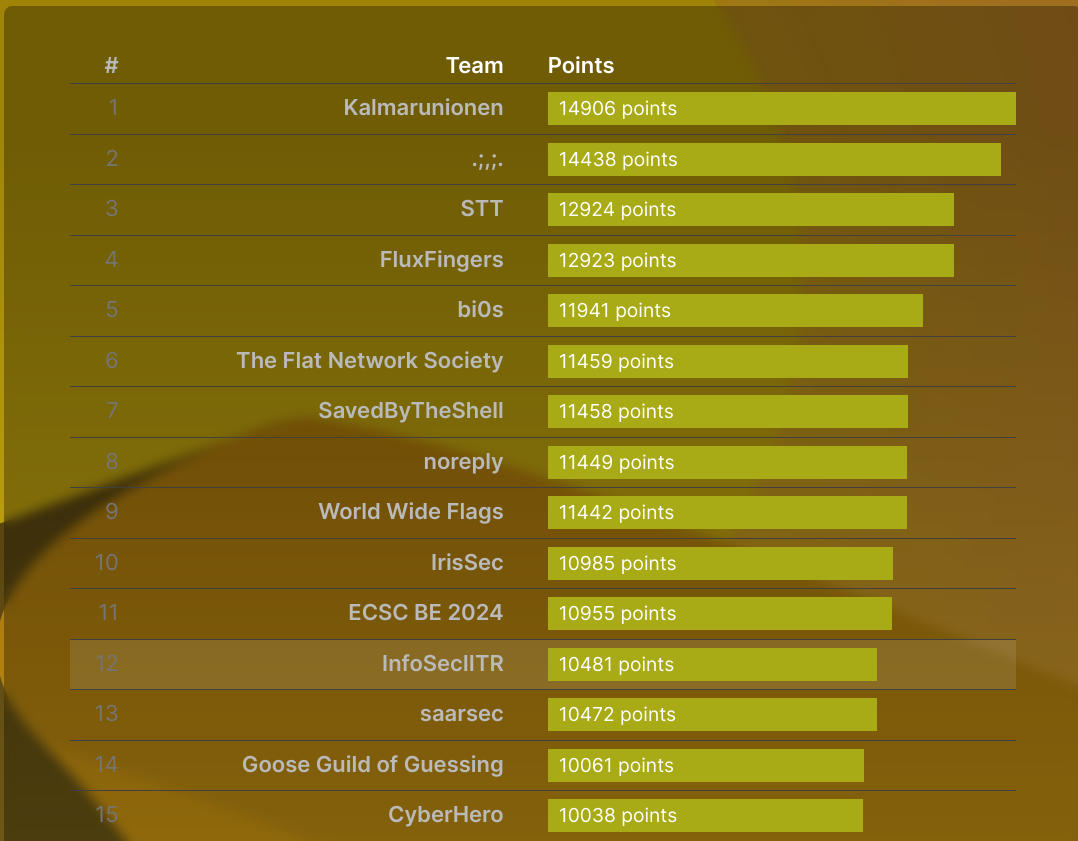 # Team Points
1 Kalmarunionen 14906 points
2 .;,;. 14438 points
3 STT 12924 points
4 FluxFingers 12923 points
5 bi0s 11941 points
6 The Flat Network Society 11459 points
7 SavedByTheShell 11458 points
8 noreply 11449 points
9 World Wide Flags 11442 points
10 IrisSec 10985 points
11 ECSC BE 2024 10955 points
12 InfoSecIITR 10481 points
13 saarsec 10472 points
14 Goose Guild of Guessing 10061 points
15 CyberHero 10038 points